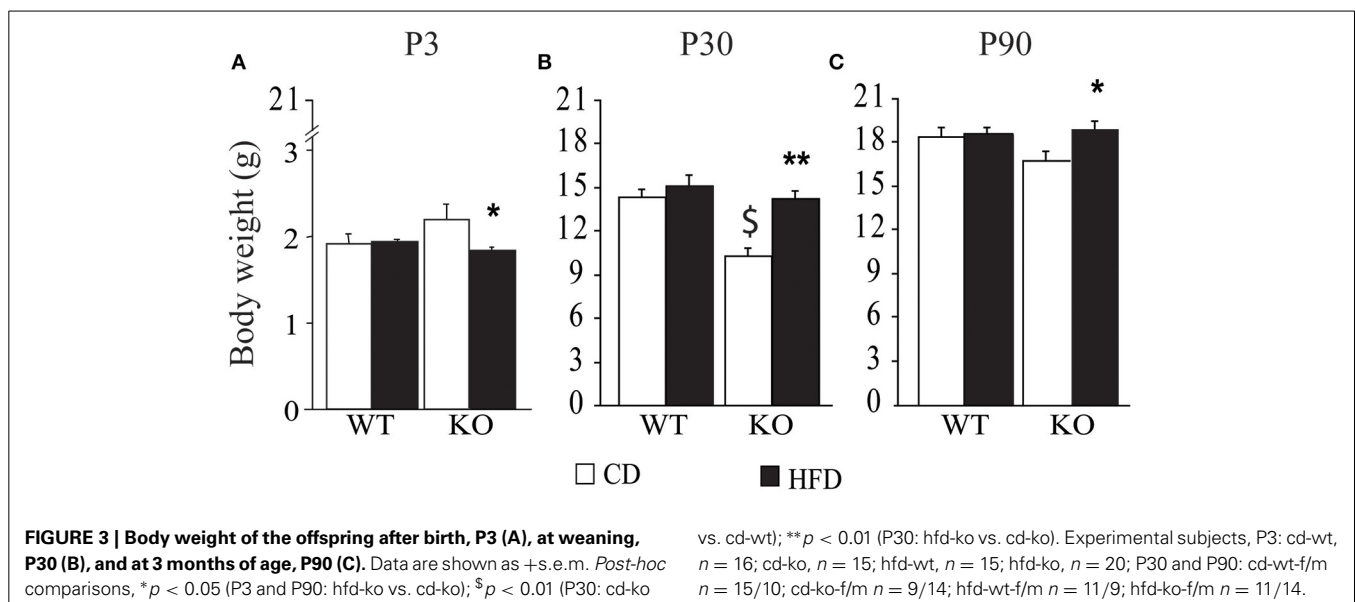 P3 P30 P90
A B C
Body weight (g)
21
3
2
1
0
WT KO
*
21
18
15
12
9
6
3
0
WT KO
$
**
21
18
15
12
9
6
3
0
WT KO
*
CD HFD
FIGURE 3 | Body weight of the offspring after birth, P3 (A), at weaning,
P30 (B), and at 3 months of age, P90 (C). Data are shown as +s.e.m. Post-hoc
comparisons, *p < 0.05 (P3 and P90: hfd-ko vs. cd-ko); $p < 0.01 (P30: cd-ko
vs. cd-wt); **p < 0.01 (P30: hfd-ko vs. cd-ko). Experimental subjects, P3: cd-wt,
n = 16; cd-ko, n = 15; hfd-wt, n = 15; hfd-ko, n = 20; P30 and P90: cd-wt-f/m
n = 15/10; cd-ko-f/m n = 9/14; hfd-wt-f/m n = 11/9; hfd-ko-f/m n = 11/14.